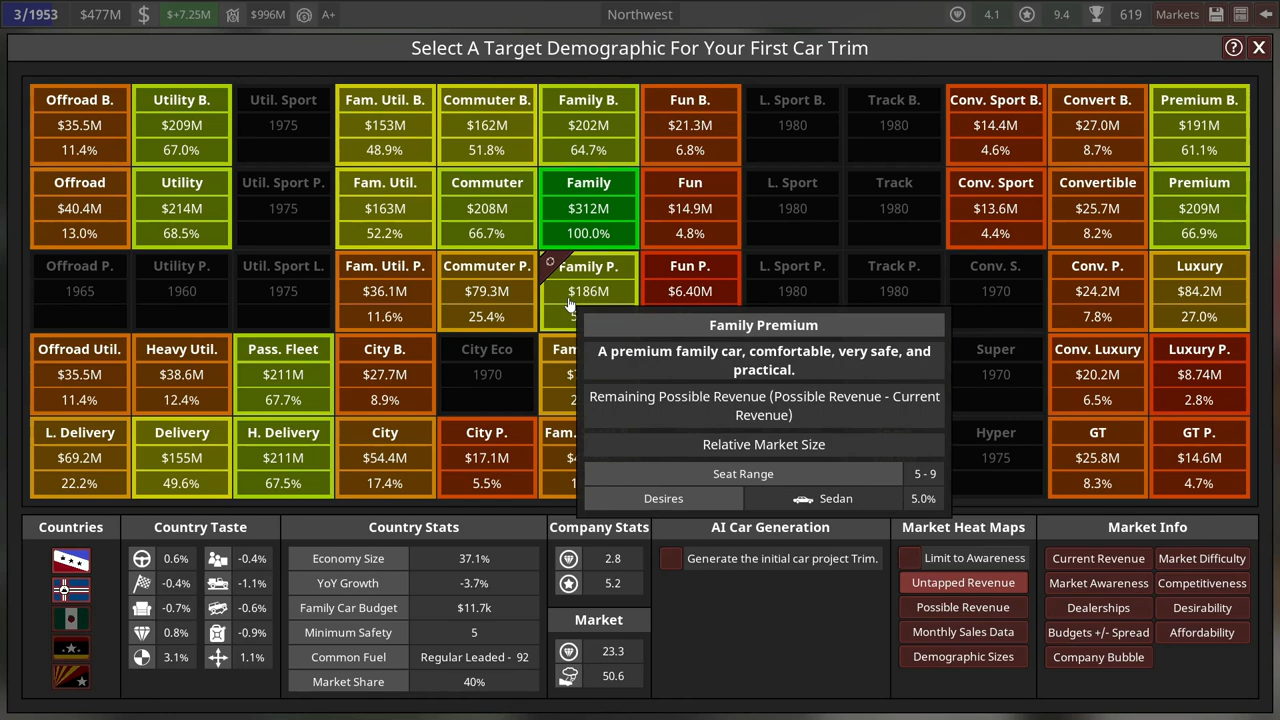 3/1953 $477M $ $+7.25M $996M A+ Northwest 4.1 9.4 619 Markets
Select A Target Demographic For Your First Car Trim
Offroad B. Utility B. Util. Sport Fam. Util. B. Commuter B. Family B. Fun B. L. Sport B. Track B. Conv. Sport B. Convert B. Premium B.
$35.5M $209M 1975 $153M $162M $202M $21.3M 1980 1980 $14.4M $27.0M $191M
11.4% 67.0% 48.9% 51.8% 64.7% 6.8% 4.6% 8.7% 61.1%
Offroad Utility Util. Sport P. Fam. Util. Commuter Family Fun L. Sport Track Conv. Sport Convertible Premium
$40.4M $214M 1975 $163M $208M $312M $14.9M 1980 1980 $13.6M $25.7M $209M
13.0% 68.5% 52.2% 66.7% 100.0% 4.8% 4.4% 8.2% 66.9%
Offroad P. Utility P. Util. Sport L. Fam. Util. P. Commuter P. Family P. Fun P. L. Sport P. Track P. Conv. S. Conv. P. Luxury
1965 1960 1975 $36.1M $79.3M $186M $6.40M 1980 1980 1970 $24.2M $84.2M
11.6% 25.4% 7.8% 27.0%
Family Premium
A premium family car, comfortable, very safe, and
practical.
Remaining Possible Revenue (Possible Revenue - Current
Revenue)
Relative Market Size
Seat Range 5 - 9
Desires Sedan 5.0%
Offroad Util. Heavy Util. Pass. Fleet City B. City Eco Super Conv. Luxury Luxury P.
$35.5M $38.6M $211M $27.7M 1970 1970 $20.2M $8.74M
11.4% 12.4% 67.7% 8.9% 6.5% 2.8%
L. Delivery Delivery H. Delivery City City P. Fam. Hyper GT GT P.
$69.2M $155M $211M $54.4M $17.1M 1975 $25.8M $14.6M
22.2% 49.6% 67.5% 17.4% 5.5% 8.3% 4.7%
Countries Country Taste Country Stats Company Stats AI Car Generation Market Heat Maps Market Info
0.6% -0.4% Economy Size 37.1% 2.8 Generate the initial car project Trim. Limit to Awareness Current Revenue Market Difficulty
-0.4% -1.1% YoY Growth -3.7% 5.2 Untapped Revenue Market Awareness Competitiveness
-0.7% -0.6% Family Car Budget $11.7k Market Possible Revenue Dealerships Desirability
0.8% -0.9% Minimum Safety 5 23.3 Monthly Sales Data Budgets +/- Spread Affordability
3.1% 1.1% Common Fuel Regular Leaded - 92 50.6 Demographic Sizes Company Bubble
Market Share 40%